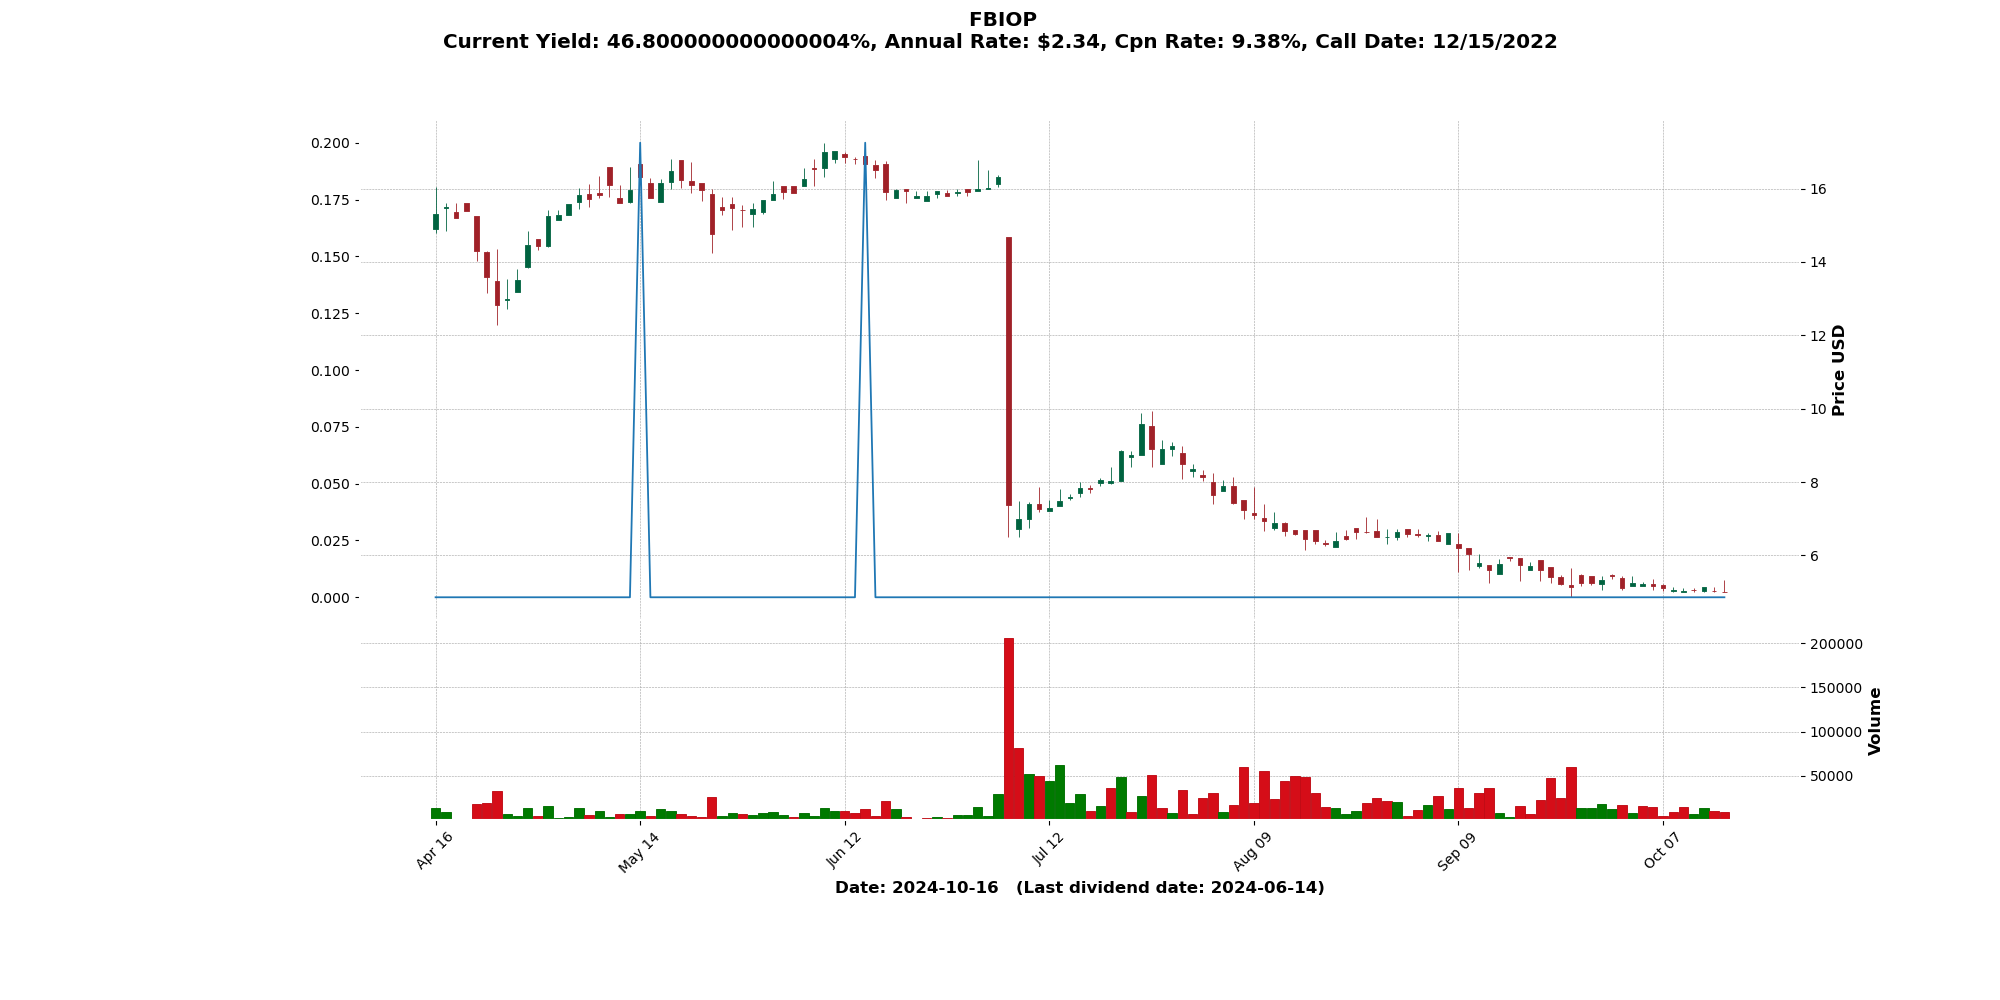 FBIOP
Current Yield: 46.800000000000004%, Annual Rate: $2.34, Cpn Rate: 9.38%, Call Date: 12/15/2022
0.200
0.175
0.150
0.125
0.100
0.075
0.050
0.025
0.000
16
14
12
10
8
6
Price USD
200000
150000
100000
50000
Volume
Apr 16
May 14
Jun 12
Jul 12
Aug 09
Sep 09
Oct 07
Date: 2024-10-16 (Last dividend date: 2024-06-14)